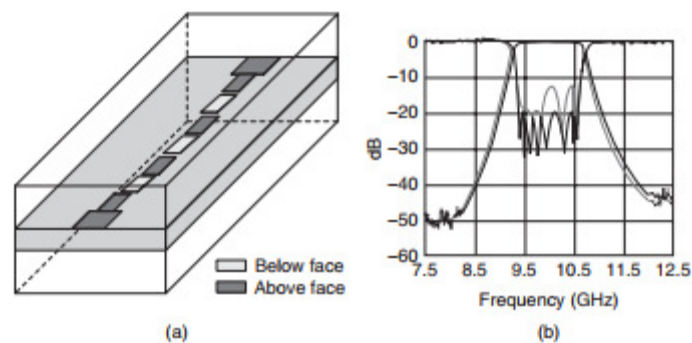 Below face
Above face
(a)
0
-10
-20
-30
-40
-50
-60
dB
7.5 8.5 9.5 10.5 11.5 12.5
Frequency (GHz)
(b)